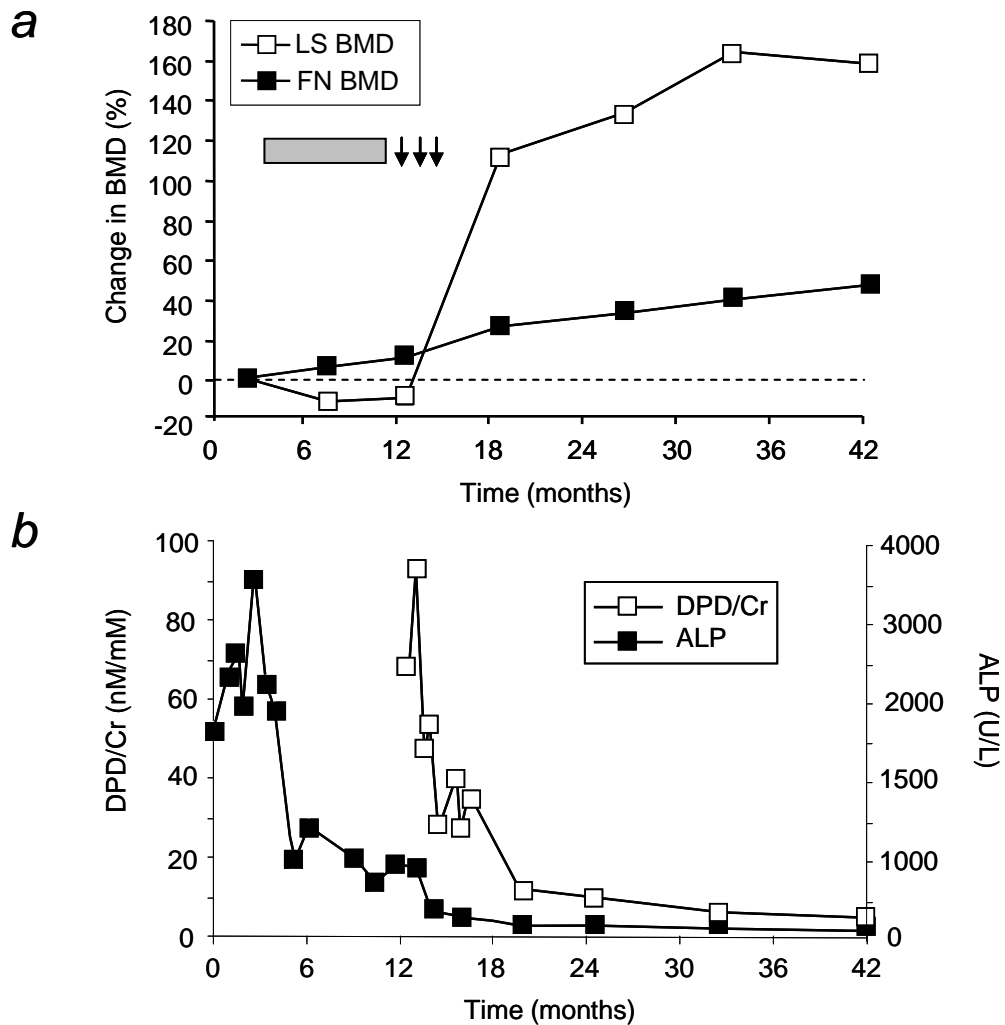 a
LS BMD
FN BMD
Change in BMD (%)
180
160
140
120
100
80
60
40
20
0
-20
0 6 12 18 24 30 36 42
Time (months)
b
DPD/Cr
ALP
DPD/Cr (nM/mM)
100
80
60
40
20
0
4000
3000
2000
1500
1000
0
ALP (U/L)
0 6 12 18 24 30 36 42
Time (months)